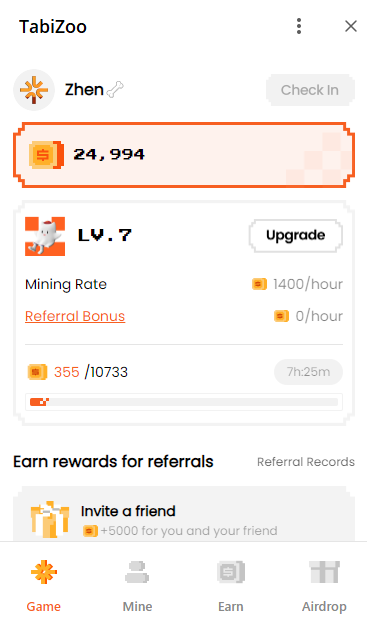 TabiZoo
Zhen
Check In
24,994
LV.7
Upgrade
Mining Rate
1400/hour
Referral Bonus
0/hour
355 /10733
7h:25m
Earn rewards for referrals
Referral Records
Invite a friend
+5000 for you and your friend
Game
Mine
Earn
Airdrop